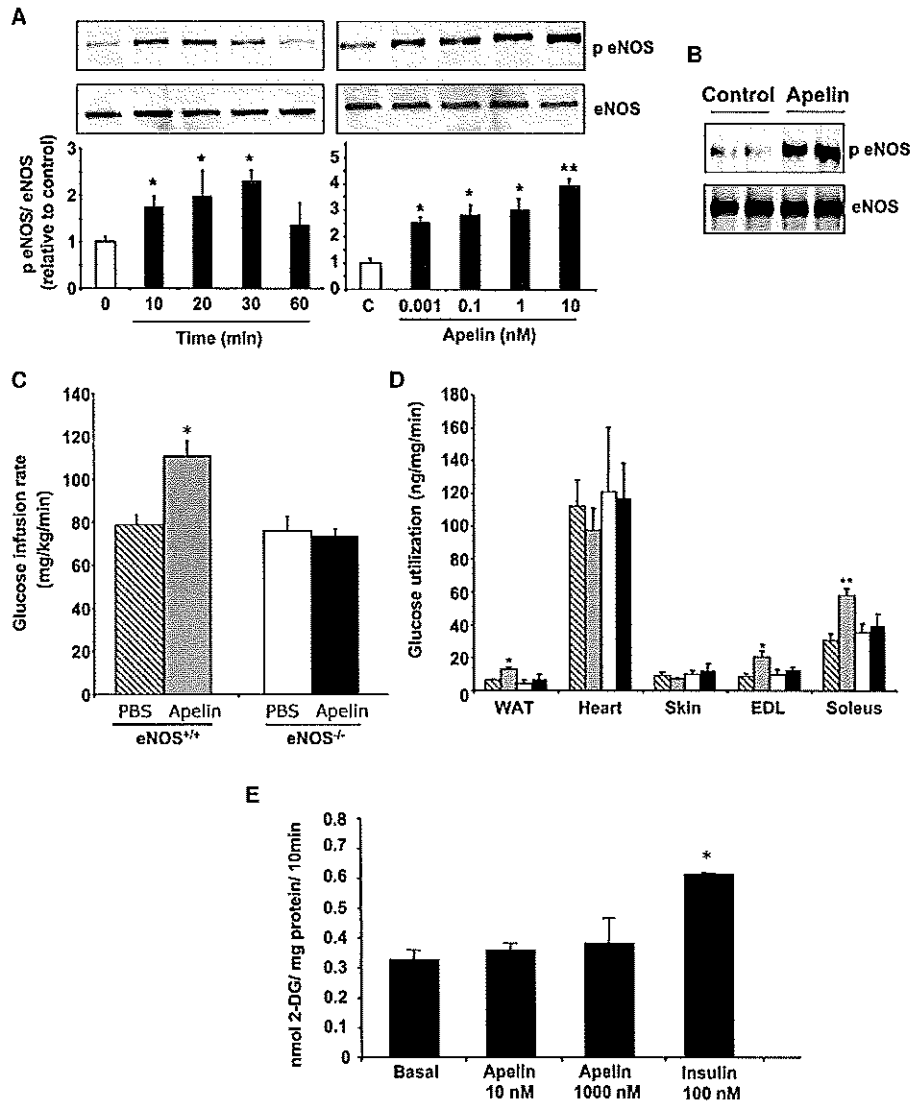 A
p eNOS
eNOS
p eNOS/ eNOS
(relative to control)
3
2
1
0
*
*
*
0
10
20
30
60
Time (min)
5
4
3
2
1
0
*
*
*
**
C
0.001
0.1
1
10
Apelin (nM)
B
Control
Apelin
p eNOS
eNOS
C
Glucose infusion rate
(mg/kg/min)
140
120
100
80
60
40
20
0
*
PBS
Apelin
PBS
Apelin
eNOS+/+
eNOS-/-
D
Glucose utilization (ng/mg/min)
180
160
140
120
100
80
60
40
20
0
*
*
**
WAT
Heart
Skin
EDL
Soleus
E
nmol 2-DG/ mg protein/ 10min
0.8
0.7
0.6
0.5
0.4
0.3
0.2
0.1
0
*
Basal
Apelin
10 nM
Apelin
1000 nM
Insulin
100 nM